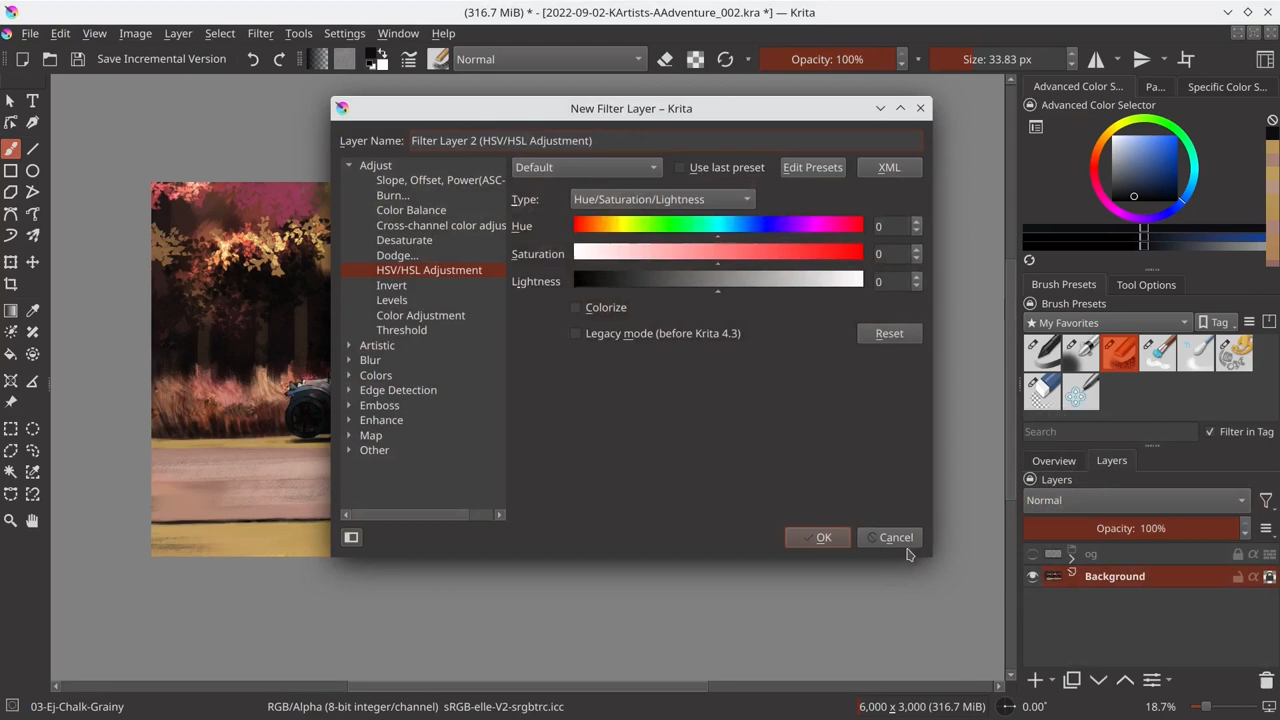 (316.7 MiB) * - [2022-09-02-KArtists-AAdventure_002.kra *] — Krita
File Edit View Image Layer Select Filter Tools Settings Window Help
Save Incremental Version Normal Opacity: 100% Size: 33.83 px
Advanced Color S... Pa... Specific Color S...
Advanced Color Selector
New Filter Layer – Krita
Layer Name: Filter Layer 2 (HSV/HSL Adjustment)
Adjust
Slope, Offset, Power(ASC-
Burn...
Color Balance
Cross-channel color adjus
Desaturate
Dodge...
HSV/HSL Adjustment
Invert
Levels
Color Adjustment
Threshold
Artistic
Blur
Colors
Edge Detection
Emboss
Enhance
Map
Other
Default Use last preset Edit Presets XML
Type: Hue/Saturation/Lightness
Hue 0
Saturation 0
Lightness 0
Colorize
Legacy mode (before Krita 4.3) Reset
OK Cancel
Brush Presets Tool Options
Brush Presets
★ My Favorites Tag
Search Filter in Tag
Overview Layers
Layers
Normal
Opacity: 100%
og
Background
03-Ej-Chalk-Grainy RGB/Alpha (8-bit integer/channel) sRGB-elle-V2-srgbtrc.icc 6,000 x 3,000 (316.7 MiB) 0.00° 18.7%